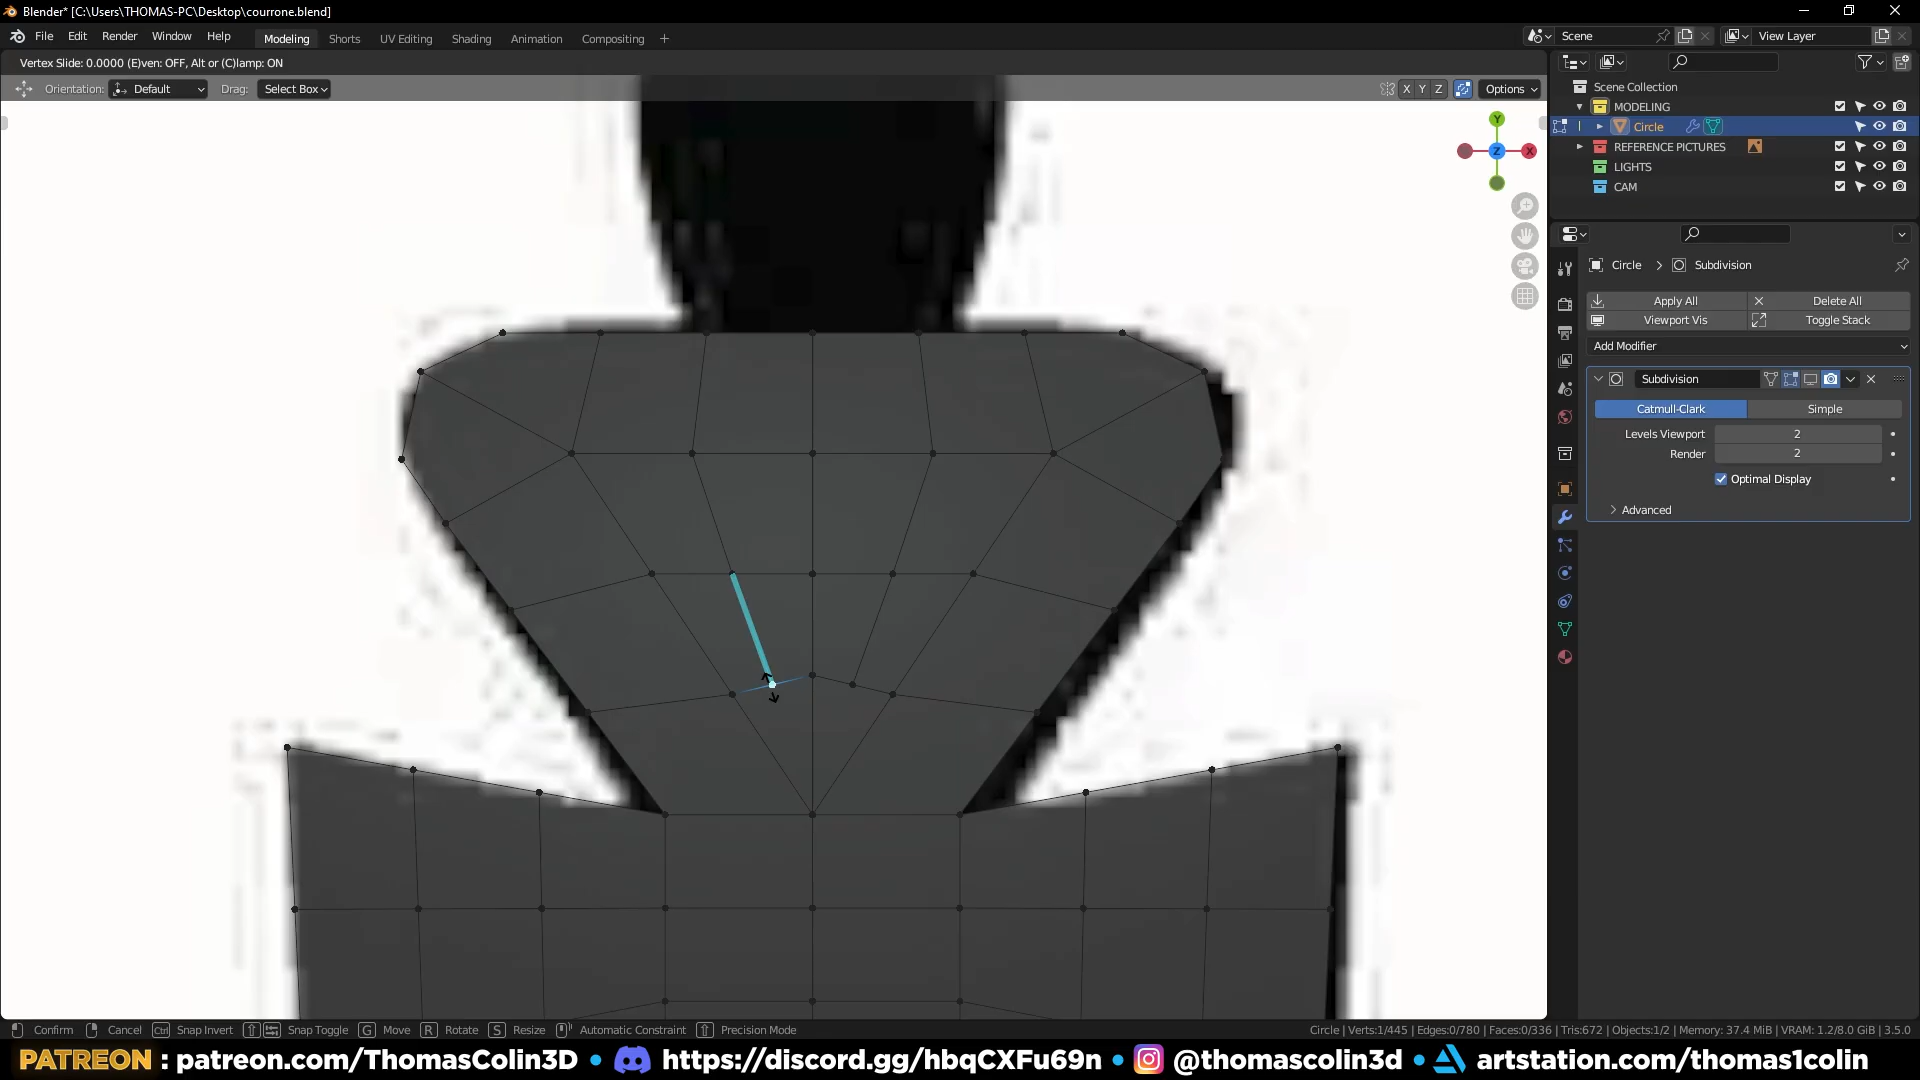 Blender* [C:\Users\THOMAS-PC\Desktop\courrone.blend]
File Edit Render Window Help Modeling Shorts UV Editing Shading Animation Compositing + Scene View Layer
Vertex Slide: 0.0000 (E)ven: OFF, Alt or (C)lamp: ON
Orientation: Default Drag: Select Box X Y Z Options
Y
Z X
Scene Collection
MODELING
Circle
REFERENCE PICTURES
LIGHTS
CAM
Circle > Subdivision
Apply All Delete All
Viewport Vis Toggle Stack
Add Modifier
Subdivision
Catmull-Clark Simple
Levels Viewport 2
Render 2
Optimal Display
Advanced
Confirm Cancel Ctrl Snap Invert Snap Toggle G Move R Rotate S Resize Automatic Constraint Precision Mode Circle | Verts:1/445 | Edges:0/780 | Faces:0/336 | Tris:672 | Objects:1/2 | Memory: 37.4 MiB | VRAM: 1.2/8.0 GiB | 3.5.0
PATREON : patreon.com/ThomasColin3D • https://discord.gg/hbqCXFu69n • @thomascolin3d • artstation.com/thomas1colin